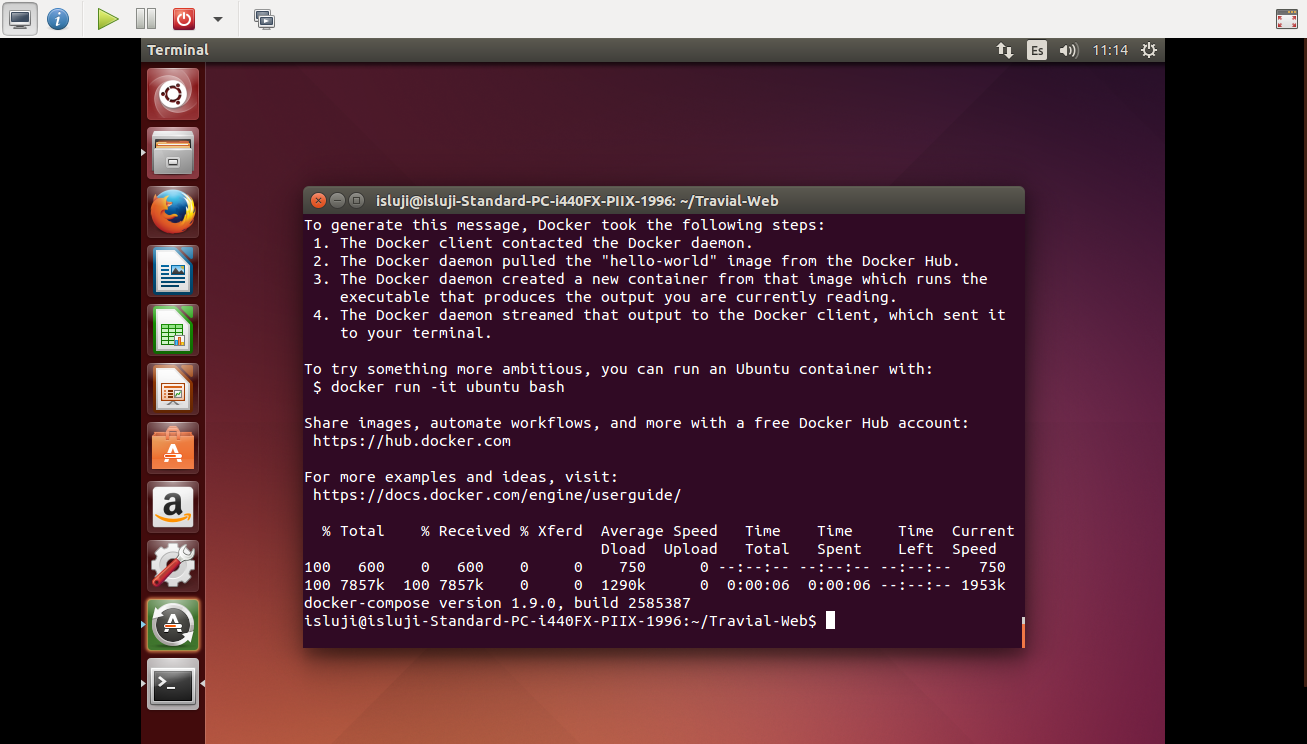 Terminal
Es
11:14
isluji@isluji-Standard-PC-i440FX-PIIX-1996: ~/Travial-Web
To generate this message, Docker took the following steps:
1. The Docker client contacted the Docker daemon.
2. The Docker daemon pulled the "hello-world" image from the Docker Hub.
3. The Docker daemon created a new container from that image which runs the
executable that produces the output you are currently reading.
4. The Docker daemon streamed that output to the Docker client, which sent it
to your terminal.
To try something more ambitious, you can run an Ubuntu container with:
$ docker run -it ubuntu bash
Share images, automate workflows, and more with a free Docker Hub account:
https://hub.docker.com
For more examples and ideas, visit:
https://docs.docker.com/engine/userguide/
% Total    % Received % Xferd  Average Speed   Time    Time     Time  Current
Dload  Upload   Total   Spent    Left  Speed
100   600    0   600    0     0    750      0 --:--:-- --:--:-- --:--:--   750
100 7857k  100 7857k    0     0  1290k      0  0:00:06  0:00:06 --:--:-- 1953k
docker-compose version 1.9.0, build 2585387
isluji@isluji-Standard-PC-i440FX-PIIX-1996:~/Travial-Web$